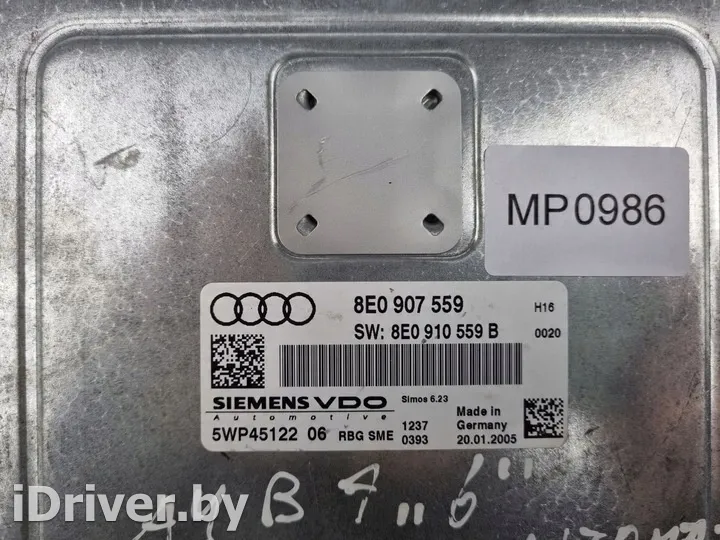 MP0986
8E0 907 559 H16
SW: 8E0 910 559 B 0020
SIEMENS VDO Simos 6.23
Automotive
5WP45122 06 RBG SME 1237 0393
Made in Germany
20.01.2005
iDriver.by